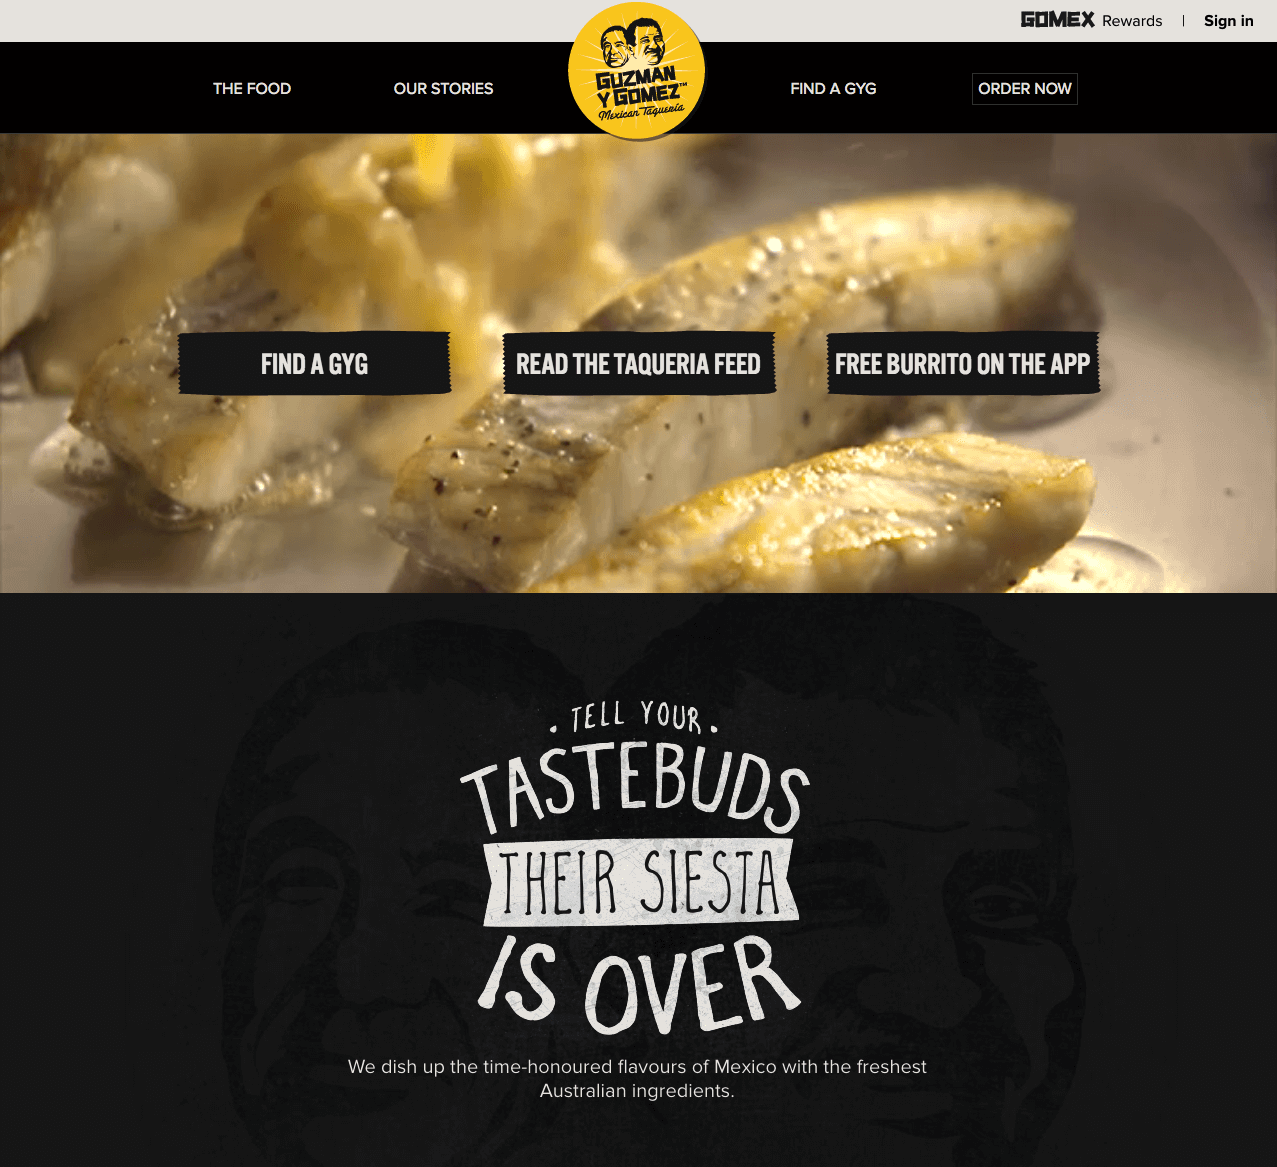 GOMEX Rewards | Sign in
THE FOOD
OUR STORIES
GUZMAN
Y GOMEZ™
Mexican Taqueria
FIND A GYG
ORDER NOW
FIND A GYG
READ THE TAQUERIA FEED
FREE BURRITO ON THE APP
. TELL YOUR .
TASTEBUDS
THEIR SIESTA
IS OVER
We dish up the time-honoured flavours of Mexico with the freshest
Australian ingredients.